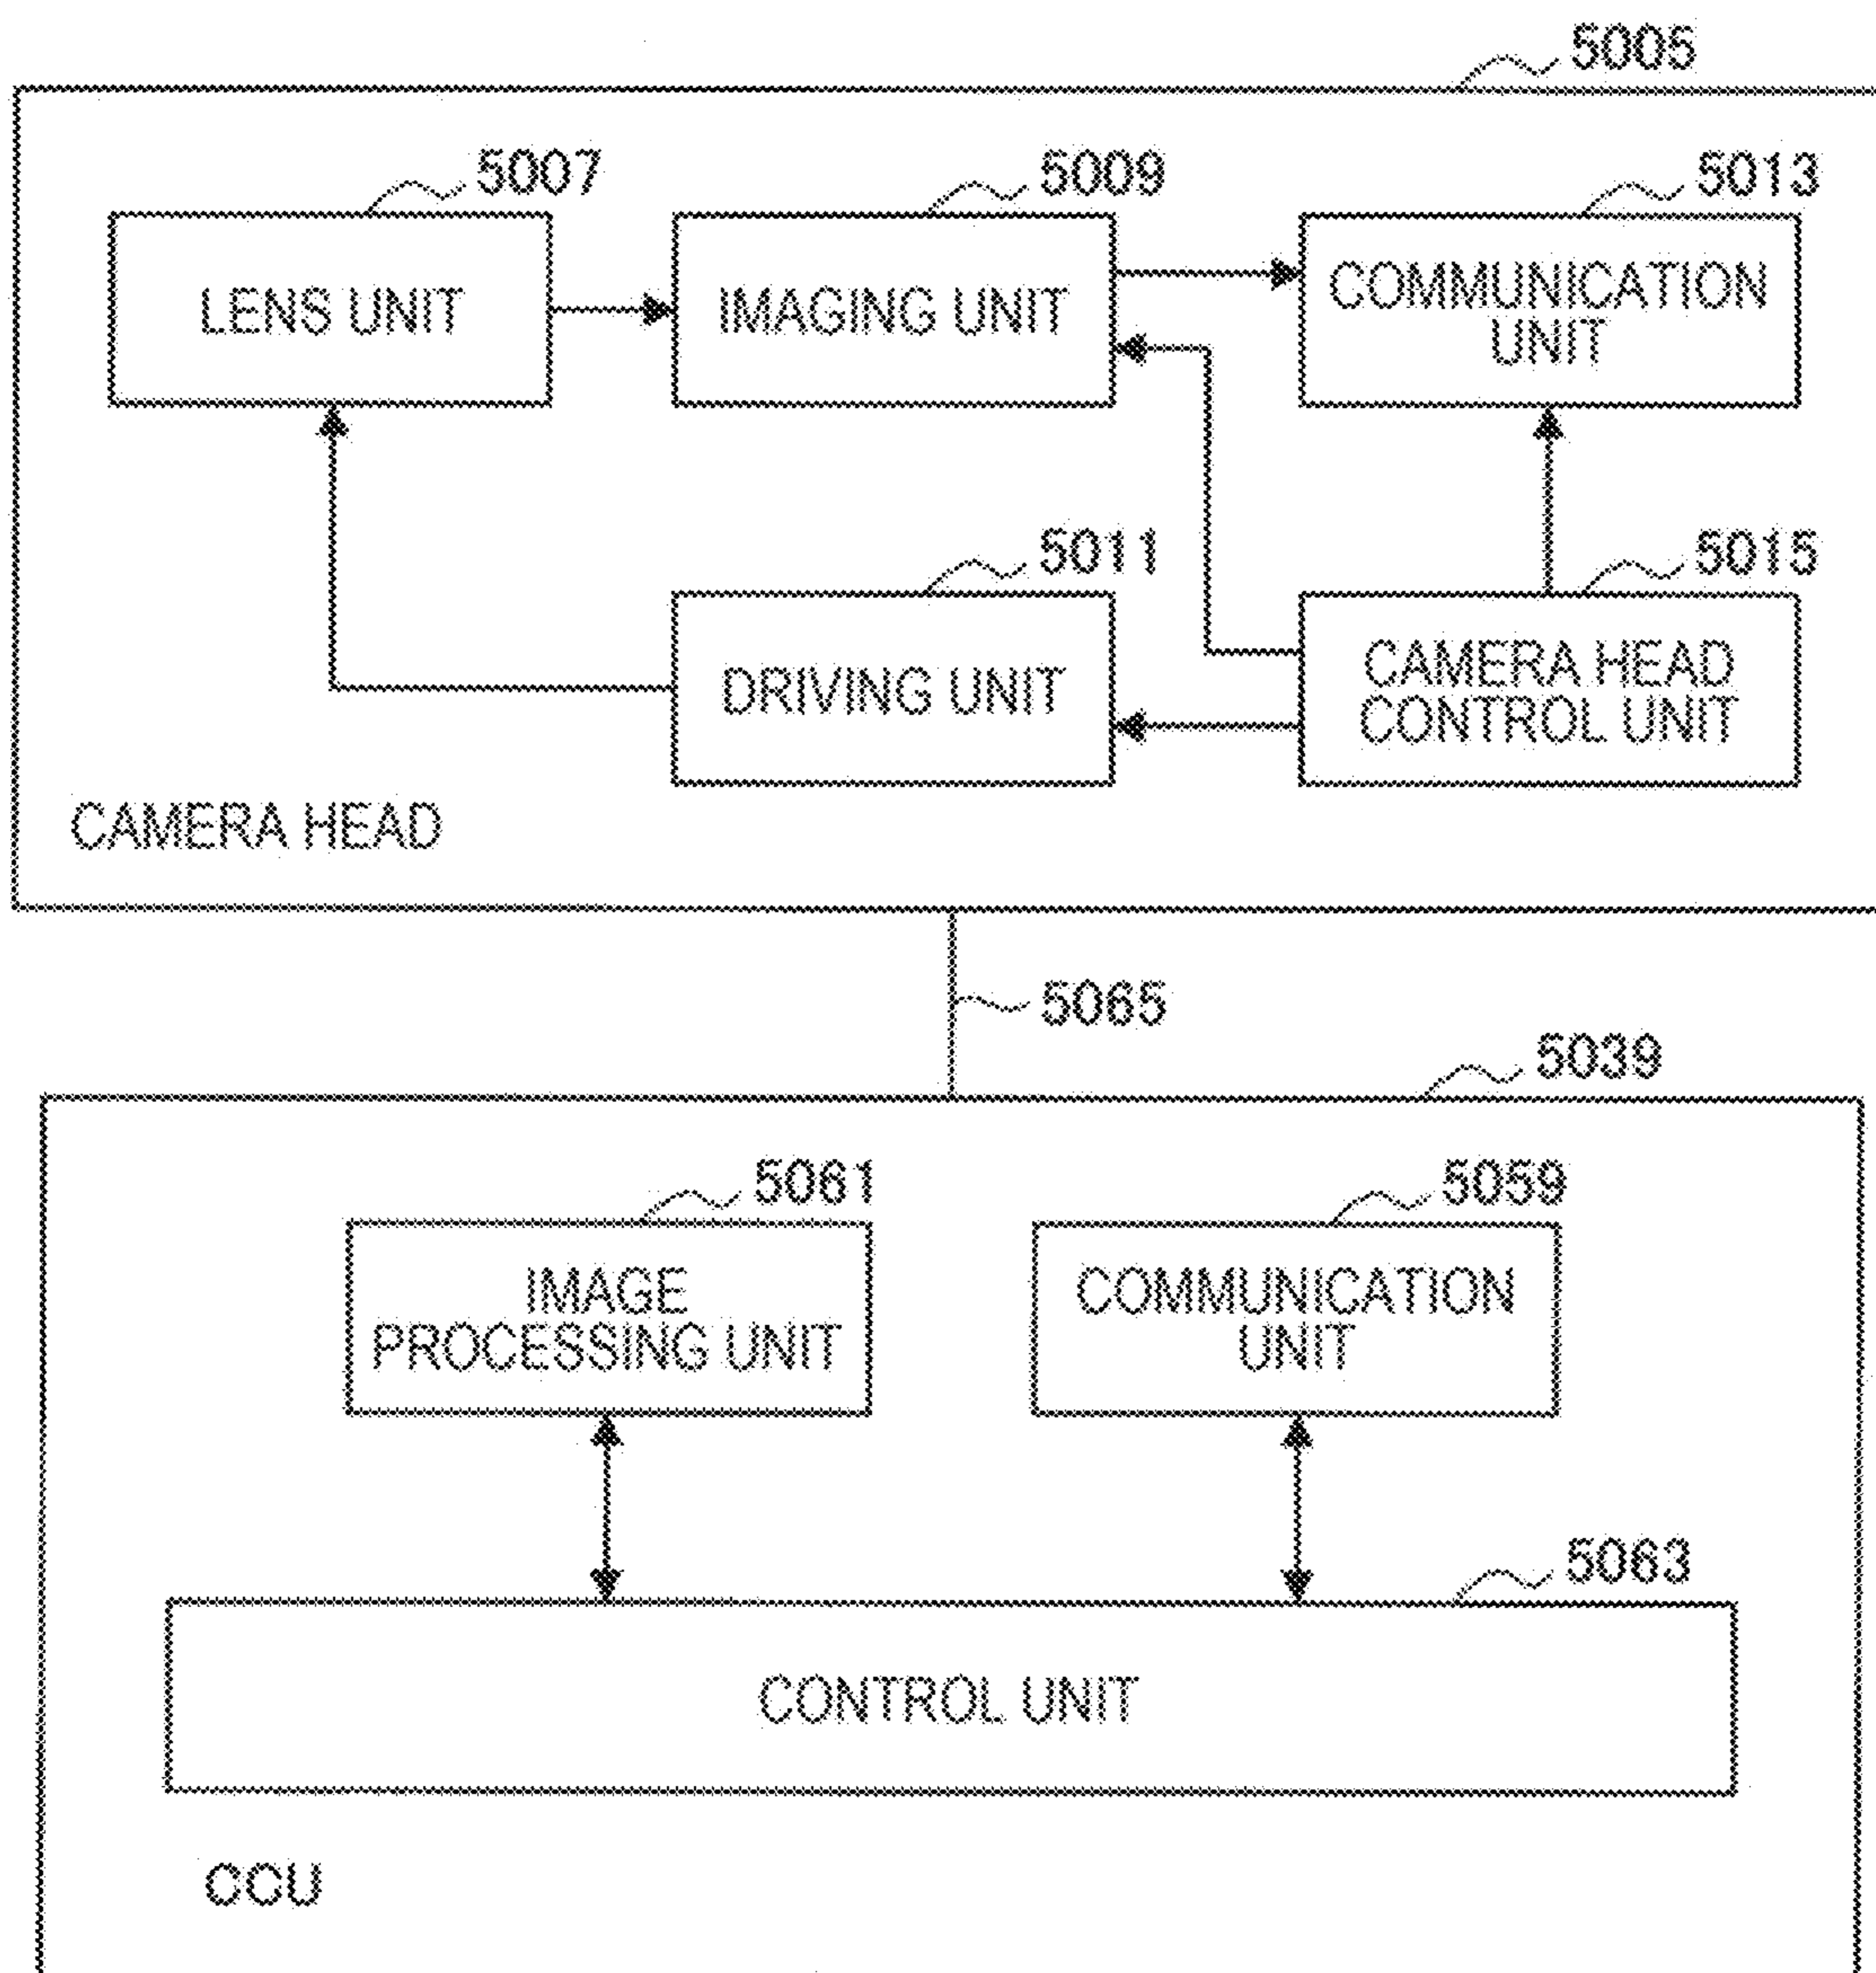 5005
5007
5009
5013
LENS UNIT
IMAGING UNIT
COMMUNICATION
UNIT
5011
5015
DRIVING UNIT
CAMERA HEAD
CONTROL UNIT
CAMERA HEAD
5065
5039
5061
5059
IMAGE
PROCESSING UNIT
COMMUNICATION
UNIT
5063
CONTROL UNIT
CCU